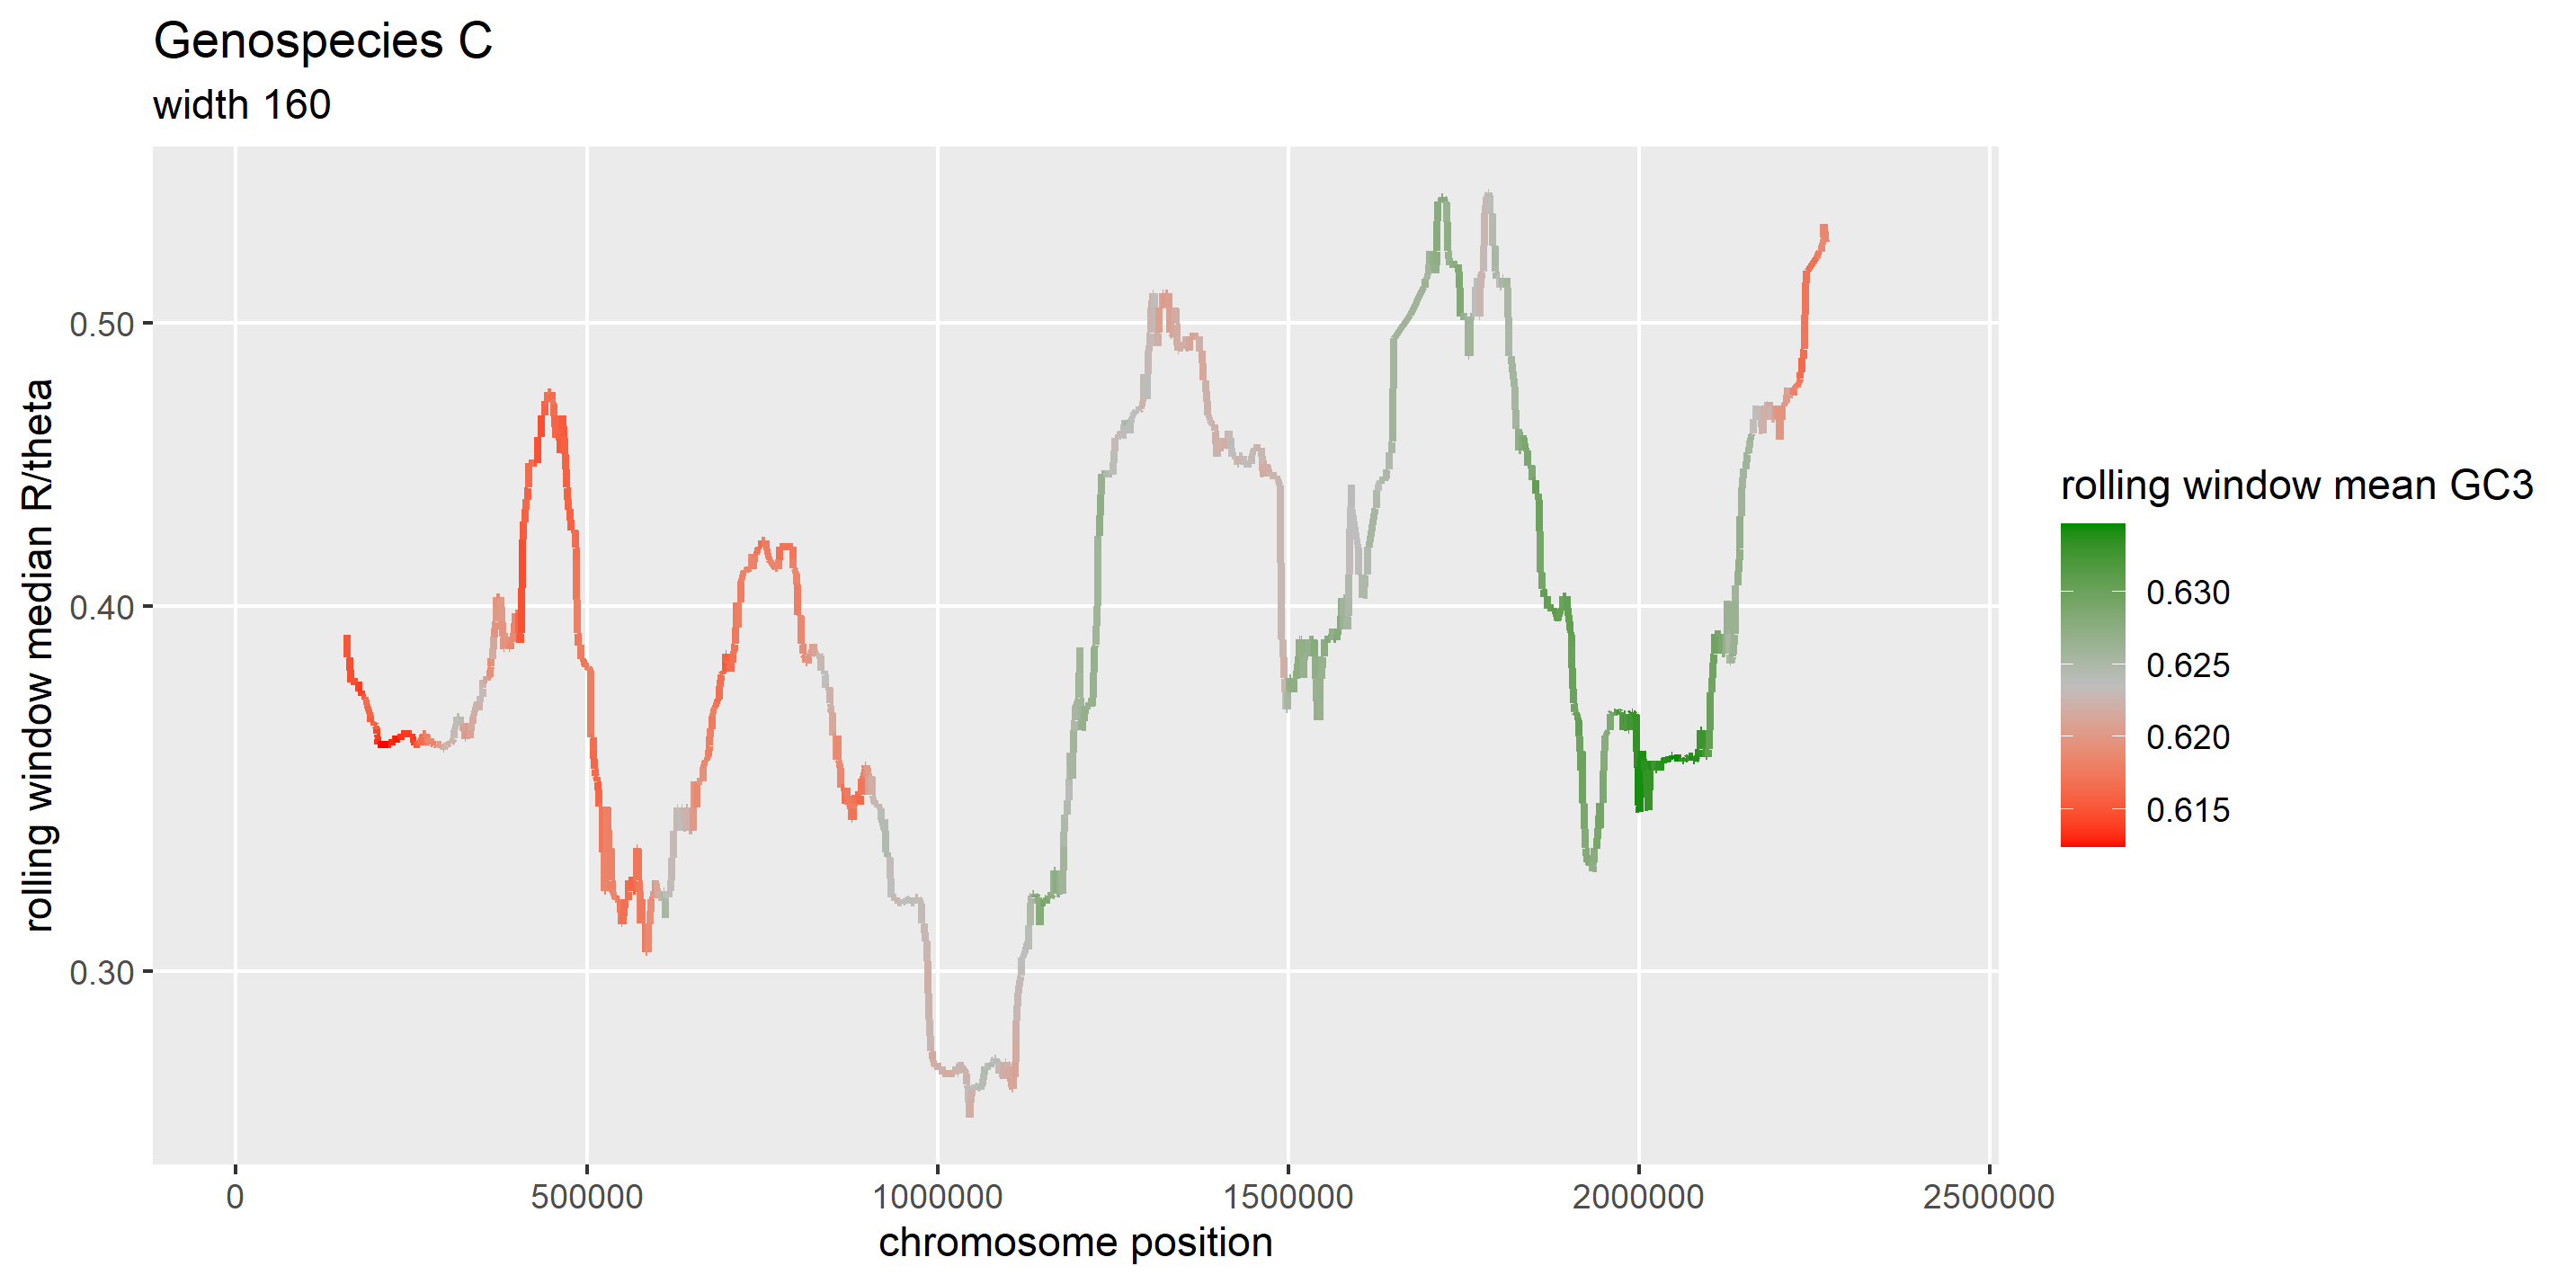 Genospecies C
width 160
rolling window median R/theta
0.50
0.40
0.30
0
500000
1000000
1500000
2000000
2500000
chromosome position
rolling window mean GC3
0.630
0.625
0.620
0.615